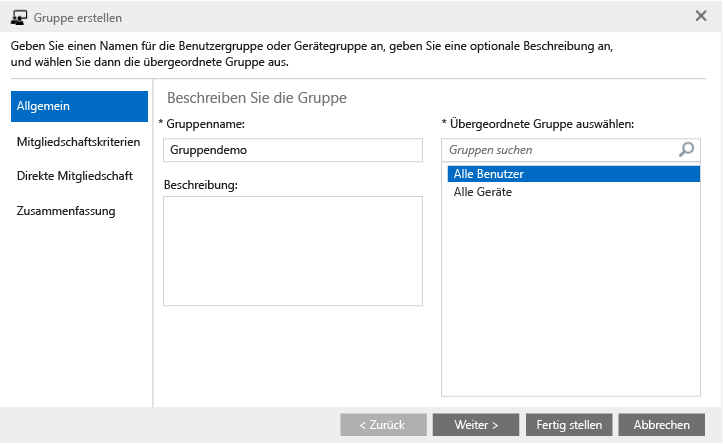 Gruppe erstellen
Geben Sie einen Namen für die Benutzergruppe oder Gerätegruppe an, geben Sie eine optionale Beschreibung an,
und wählen Sie dann die übergeordnete Gruppe aus.
Allgemein
Mitgliedschaftskriterien
Direkte Mitgliedschaft
Zusammenfassung
Beschreiben Sie die Gruppe
* Gruppenname:
Gruppendemo
Beschreibung:
* Übergeordnete Gruppe auswählen:
Gruppen suchen
Alle Benutzer
Alle Geräte
< Zurück
Weiter >
Fertig stellen
Abbrechen